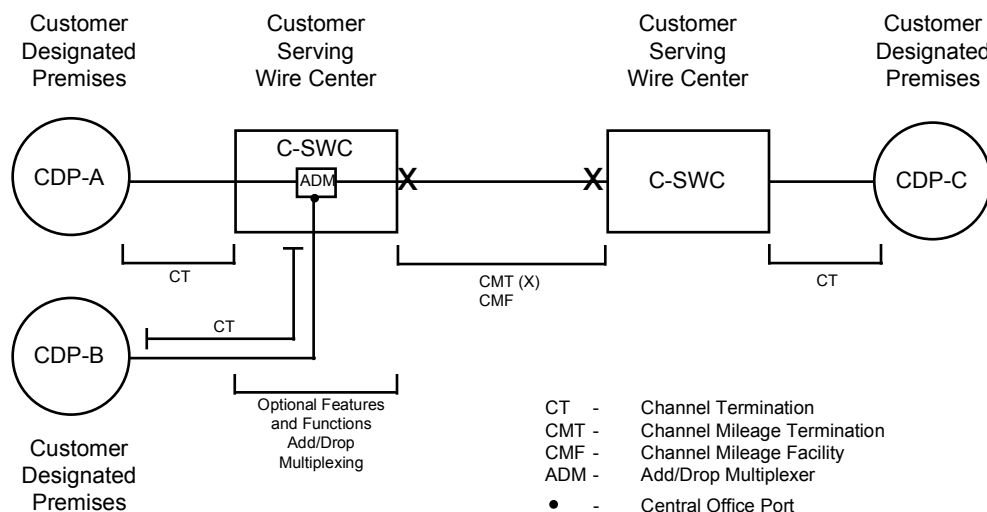 Customer
Designated
Premises
Customer
Serving
Wire Center
Customer
Serving
Wire Center
Customer
Designated
Premises
CDP-A
C-SWC
ADM
X
X
C-SWC
CDP-C
CT
CMT (X)
CMF
CT
CT
CDP-B
Optional Features
and Functions
Add/Drop
Multiplexing
Customer
Designated
Premises
CT - Channel Termination
CMT - Channel Mileage Termination
CMF - Channel Mileage Facility
ADM - Add/Drop Multiplexer
● - Central Office Port